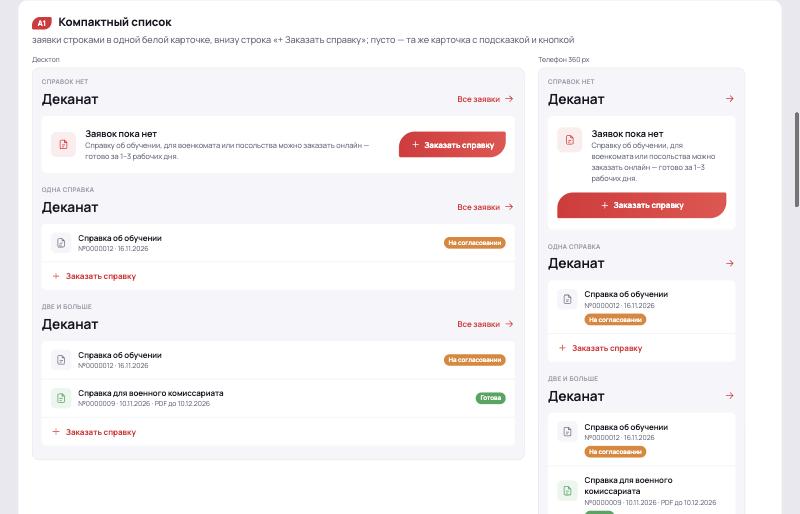 A1 Компактный список
заявки строками в одной белой карточке, внизу строка «+ Заказать справку»; пусто — та же карточка с подсказкой и кнопкой
Десктоп
СПРАВОК НЕТ
Деканат
Все заявки →
Заявок пока нет
Справку об обучении, для военкомата или посольства можно заказать онлайн —
готово за 1–3 рабочих дня.
+ Заказать справку
ОДНА СПРАВКА
Деканат
Все заявки →
Справка об обучении
№0000012 · 16.11.2026
На согласовании
+ Заказать справку
ДВЕ И БОЛЬШЕ
Деканат
Все заявки →
Справка об обучении
№0000012 · 16.11.2026
На согласовании
Справка для военного комиссариата
№0000009 · 10.11.2026 · PDF до 10.12.2026
Готова
+ Заказать справку
Телефон 360 px
СПРАВОК НЕТ
Деканат →
Заявок пока нет
Справку об обучении, для
военкомата или посольства можно
заказать онлайн — готово за 1–3
рабочих дня.
+ Заказать справку
ОДНА СПРАВКА
Деканат →
Справка об обучении
№0000012 · 16.11.2026
На согласовании
+ Заказать справку
ДВЕ И БОЛЬШЕ
Деканат →
Справка об обучении
№0000012 · 16.11.2026
На согласовании
Справка для военного
комиссариата
№0000009 · 10.11.2026 · PDF до 10.12.2026